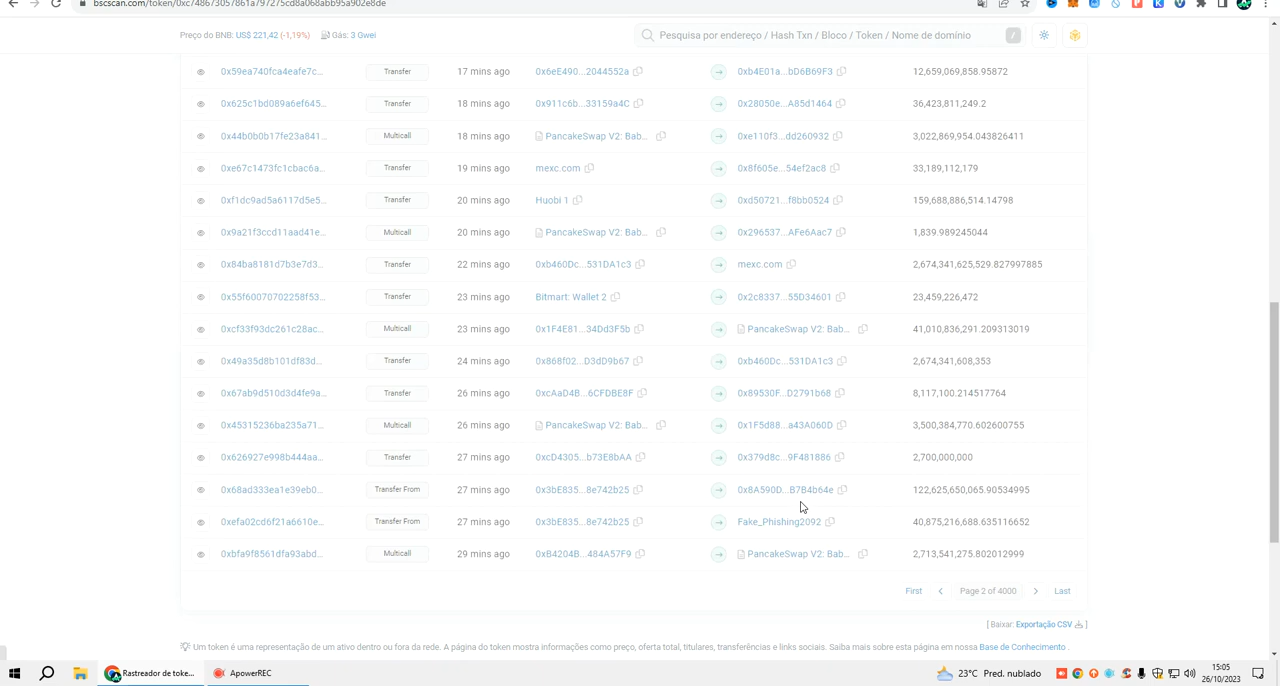 bscscan.com/token/0xc748673057861a797275cd8a068abb95a902e8de
Preço do BNB: US$ 221,42 (-1,19%) Gás: 3 Gwei
Pesquisa por endereço / Hash Txn / Bloco / Token / Nome de domínio /
0x59ea740fca4eafe7c... Transfer 17 mins ago 0x6eE490...2044552a 0xb4E01a...bD6B69F3 12,659,069,858.95872
0x625c1bd089a6ef645... Transfer 18 mins ago 0x911c6b...33159a4C 0x28050e...A85d1464 36,423,811,249.2
0x44b0b0b17fe23a841... Multicall 18 mins ago PancakeSwap V2: Bab... 0xe110f3...dd260932 3,022,869,954.043826411
0xe67c1473fc1cbac6a... Transfer 19 mins ago mexc.com 0x8f605e...54ef2ac8 33,189,112,179
0xf1dc9ad5a6117d5e5... Transfer 20 mins ago Huobi 1 0xd50721...f8bb0524 159,688,886,514.14798
0x9a21f3ccd11aad41e... Multicall 20 mins ago PancakeSwap V2: Bab... 0x296537...AFe6Aac7 1,839.989245044
0x84ba8181d7b3e7d3... Transfer 22 mins ago 0xb460Dc...531DA1c3 mexc.com 2,674,341,625,529.827997885
0x55f60070702258f53... Transfer 23 mins ago Bitmart: Wallet 2 0x2c8337...55D34601 23,459,226,472
0xcf33f93dc261c28ac... Multicall 23 mins ago 0x1F4E81...34Dd3F5b PancakeSwap V2: Bab... 41,010,836,291.209313019
0x49a35d8b101df83d... Transfer 24 mins ago 0x868f02...D3dD9b67 0xb460Dc...531DA1c3 2,674,341,608,353
0x67ab9d510d3d4fe9a... Transfer 26 mins ago 0xcAaD4B...6CFDBE8F 0x89530F...D2791b68 8,117,100.214517764
0x45315236ba235a71... Multicall 26 mins ago PancakeSwap V2: Bab... 0x1F5d88...a43A060D 3,500,384,770.602600755
0x626927e998b444aa... Transfer 27 mins ago 0xcD4305...b73E8bAA 0x379d8c...9F481886 2,700,000,000
0x68ad333ea1e39eb0... Transfer From 27 mins ago 0x3bE835...8e742b25 0x8A590D...B7B4b64e 122,625,650,065.90534995
0xefa02cd6f21a6610e... Transfer From 27 mins ago 0x3bE835...8e742b25 Fake_Phishing2092 40,875,216,688.635116652
0xbfa9f8561dfa93abd... Multicall 29 mins ago 0xB4204B...484A57F9 PancakeSwap V2: Bab... 2,713,541,275.802012999
First Page 2 of 4000 Last
[ Baixar: Exportação CSV ]
Um token é uma representação de um ativo dentro ou fora da rede. A página do token mostra informações como preço, oferta total, titulares, transferências e links sociais. Saiba mais sobre esta página em nossa Base de Conhecimento .
Rastreador de toke... ApowerREC 23°C Pred. nublado 15:05
26/10/2023